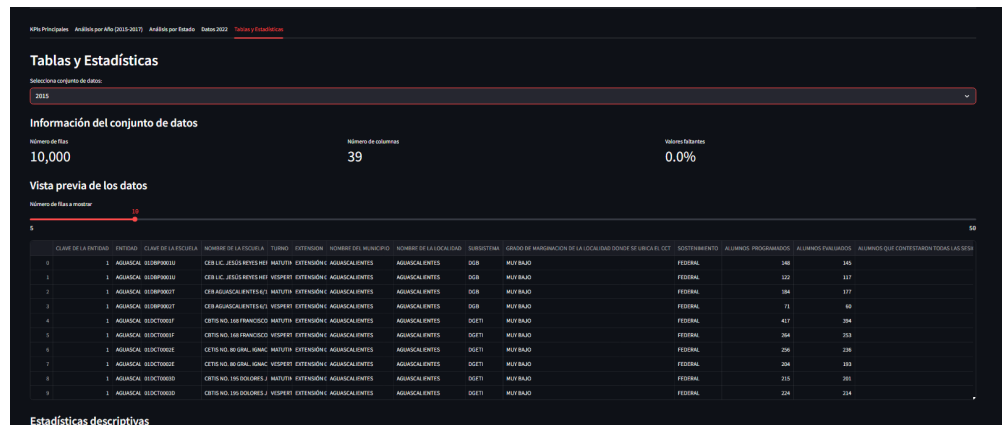 KPIs Principales Análisis por Año (2015-2017) Análisis por Estado Datos 2022 Tablas y Estadísticas
Tablas y Estadísticas
Selecciona conjunto de datos:
2015
Información del conjunto de datos
Número de filas Número de columnas Valores faltantes
10,000 39 0.0%
Vista previa de los datos
Número de filas a mostrar
10
5 50
CLAVE DE LA ENTIDAD ENTIDAD CLAVE DE LA ESCUELA NOMBRE DE LA ESCUELA TURNO EXTENSION NOMBRE DEL MUNICIPIO NOMBRE DE LA LOCALIDAD SUBSISTEMA GRADO DE MARGINACION DE LA LOCALIDAD DONDE SE UBICA EL CCT SOSTENIMIENTO ALUMNOS PROGRAMADOS ALUMNOS EVALUADOS ALUMNOS QUE CONTESTARON TODAS LAS SESI
0 1 AGUASCAL 01DBP0001U CEB LIC. JESÚS REYES HER MATUTIN EXTENSIÓN C AGUASCALIENTES AGUASCALIENTES DGB MUY BAJO FEDERAL 148 145
1 1 AGUASCAL 01DBP0001U CEB LIC. JESÚS REYES HER VESPERT EXTENSIÓN C AGUASCALIENTES AGUASCALIENTES DGB MUY BAJO FEDERAL 122 117
2 1 AGUASCAL 01DBP0002T CEB AGUASCALIENTES 6/1 MATUTIN EXTENSIÓN C AGUASCALIENTES AGUASCALIENTES DGB MUY BAJO FEDERAL 184 177
3 1 AGUASCAL 01DBP0002T CEB AGUASCALIENTES 6/1 VESPERT EXTENSIÓN C AGUASCALIENTES AGUASCALIENTES DGB MUY BAJO FEDERAL 71 60
4 1 AGUASCAL 01DCT0001F CBTIS NO. 168 FRANCISCO MATUTIN EXTENSIÓN C AGUASCALIENTES AGUASCALIENTES DGETI MUY BAJO FEDERAL 417 394
5 1 AGUASCAL 01DCT0001F CBTIS NO. 168 FRANCISCO VESPERT EXTENSIÓN C AGUASCALIENTES AGUASCALIENTES DGETI MUY BAJO FEDERAL 264 253
6 1 AGUASCAL 01DCT0002E CETIS NO. 80 GRAL. IGNAC MATUTIN EXTENSIÓN C AGUASCALIENTES AGUASCALIENTES DGETI MUY BAJO FEDERAL 256 236
7 1 AGUASCAL 01DCT0002E CETIS NO. 80 GRAL. IGNAC VESPERT EXTENSIÓN C AGUASCALIENTES AGUASCALIENTES DGETI MUY BAJO FEDERAL 204 193
8 1 AGUASCAL 01DCT0003D CBTIS NO. 195 DOLORES J MATUTIN EXTENSIÓN C AGUASCALIENTES AGUASCALIENTES DGETI MUY BAJO FEDERAL 215 201
9 1 AGUASCAL 01DCT0003D CBTIS NO. 195 DOLORES J VESPERT EXTENSIÓN C AGUASCALIENTES AGUASCALIENTES DGETI MUY BAJO FEDERAL 224 214
Estadísticas descriptivas